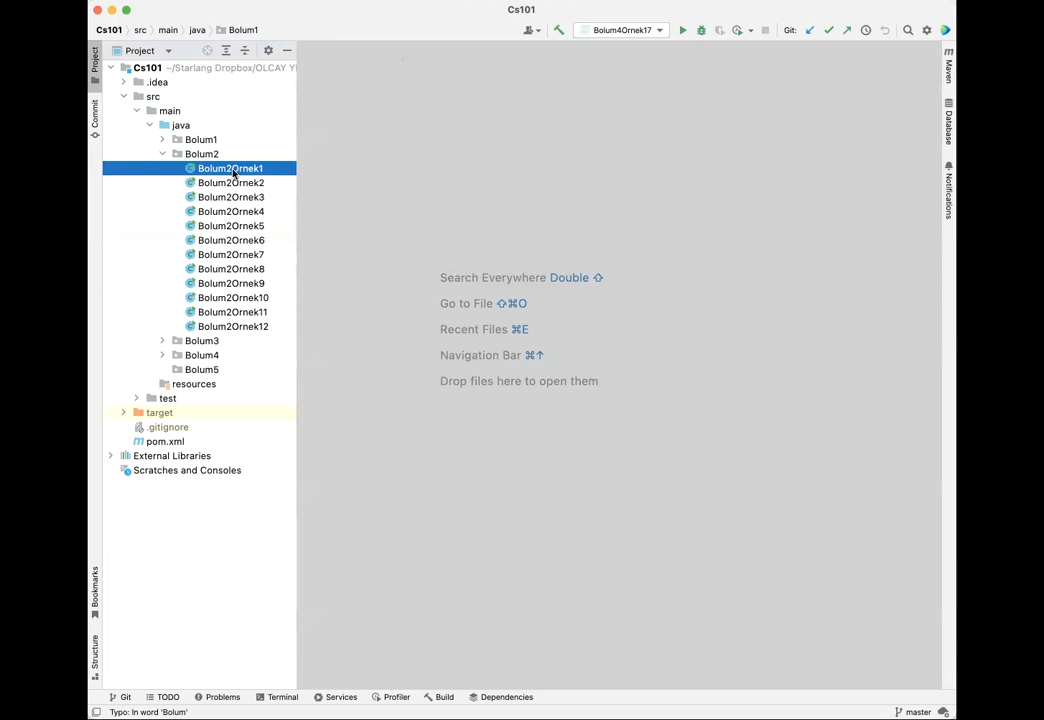 Cs101
Cs101 src main java Bolum1
Bolum4Ornek17
Git:
Project
Commit
Bookmarks
Structure
Project
Cs101 ~/Starlang Dropbox/OLCAY
.idea
src
main
java
Bolum1
Bolum2
Bolum2Ornek1
Bolum2Ornek2
Bolum2Ornek3
Bolum2Ornek4
Bolum2Ornek5
Bolum2Ornek6
Bolum2Ornek7
Bolum2Ornek8
Bolum2Ornek9
Bolum2Ornek10
Bolum2Ornek11
Bolum2Ornek12
Bolum3
Bolum4
Bolum5
resources
test
target
.gitignore
pom.xml
External Libraries
Scratches and Consoles
Search Everywhere Double ⇧
Go to File ⇧⌘O
Recent Files ⌘E
Navigation Bar ⌘↑
Drop files here to open them
Maven
Database
Notifications
Git TODO Problems Terminal Services Profiler Build Dependencies
Typo: In word 'Bolum'
master